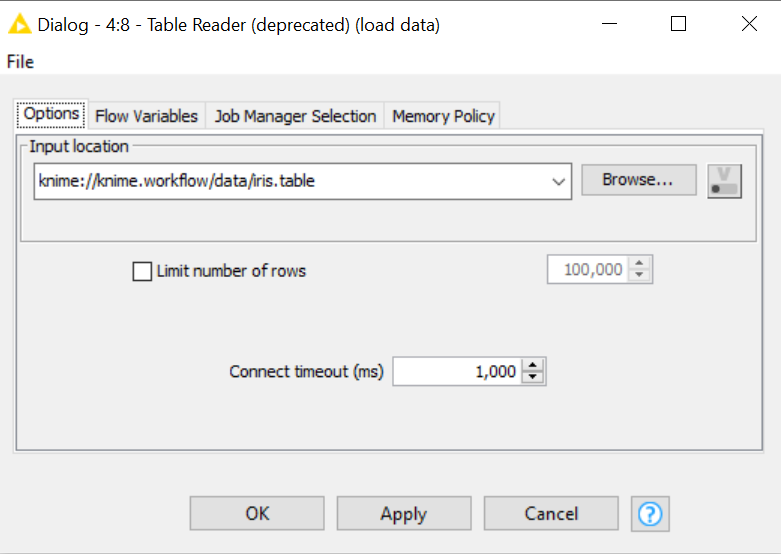 Dialog - 4:8 - Table Reader (deprecated) (load data)
File
Options Flow Variables Job Manager Selection Memory Policy
Input location
knime://knime.workflow/data/iris.table Browse... V
Limit number of rows 100,000
Connect timeout (ms) 1,000
OK Apply Cancel ?